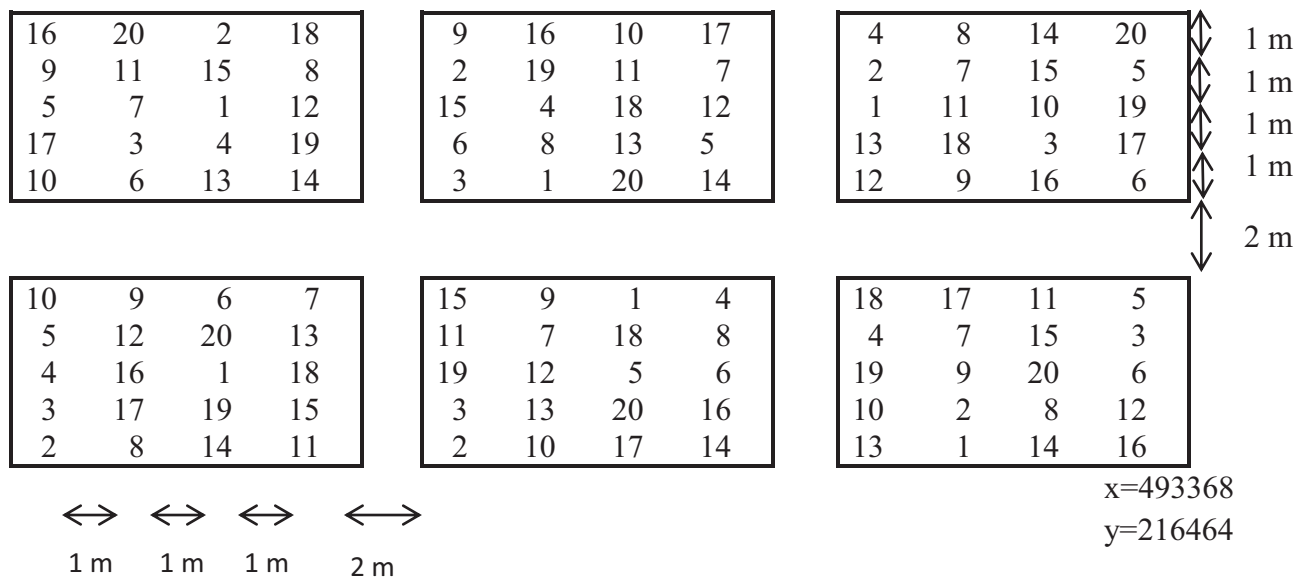 16 20 2 18 9 16 10 17 4 8 14 20 1 m
9 11 15 8 2 19 11 7 2 7 15 5 1 m
5 7 1 12 15 4 18 12 1 11 10 19 1 m
17 3 4 19 6 8 13 5 13 18 3 17 1 m
10 6 13 14 3 1 20 14 12 9 16 6
2 m
10 9 6 7 15 9 1 4 18 17 11 5
5 12 20 13 11 7 18 8 4 7 15 3
4 16 1 18 19 12 5 6 19 9 20 6
3 17 19 15 3 13 20 16 10 2 8 12
2 8 14 11 2 10 17 14 13 1 14 16
x=493368
y=216464
1 m 1 m 1 m 2 m